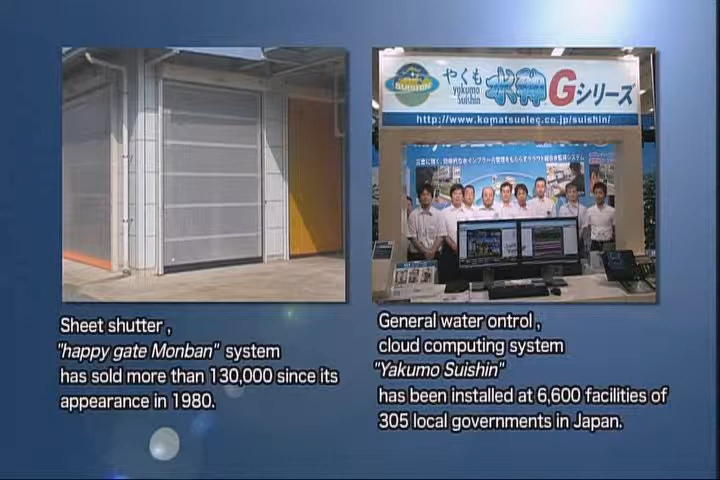 SUISHIN
やくも
yakumo
Suishin
水神
Gシリーズ
http://www.komatsuelec.co.jp/suishin/
Sheet shutter,
"happy gate Monban" system
has sold more than 130,000 since its
appearance in 1980.
General water ontrol,
cloud computing system
"Yakumo Suishin"
has been installed at 6,600 facilities of
305 local governments in Japan.